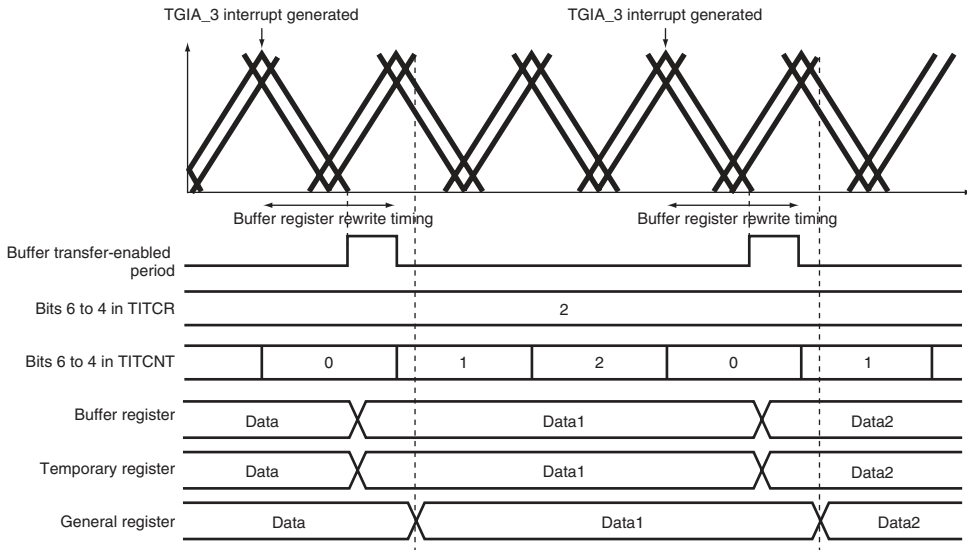 TGIA_3 interrupt generated
TGIA_3 interrupt generated
Buffer register rewrite timing
Buffer register rewrite timing
Buffer transfer-enabled
period
Bits 6 to 4 in TITCR
2
Bits 6 to 4 in TITCNT
0
1
2
0
1
Buffer register
Data
Data1
Data2
Temporary register
Data
Data1
Data2
General register
Data
Data1
Data2